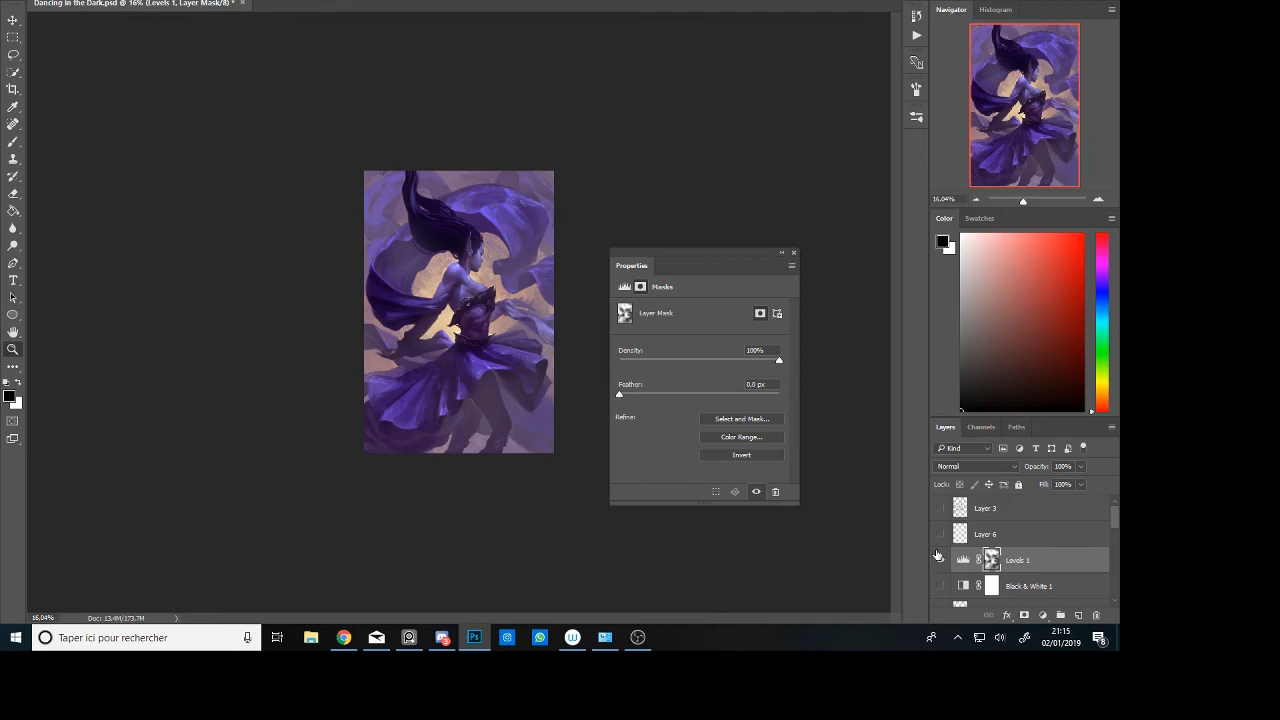 Dancing in the Dark.psd @ 16% (Levels 1, Layer Mask/8) * ×
Navigator Histogram
16,04%
Color Swatches
Properties
Masks
Layer Mask
Density: 100%
Feather: 0.0 px
Refine: Select and Mask...
Color Range...
Invert
Layers Channels Paths
Kind
Normal Opacity: 100%
Lock: Fill: 100%
Layer 3
Layer 6
Levels 1
Black & White 1
16,04% Doc: 13.4M/173.7M
Taper ici pour rechercher
Ps
21:15
02/01/2019